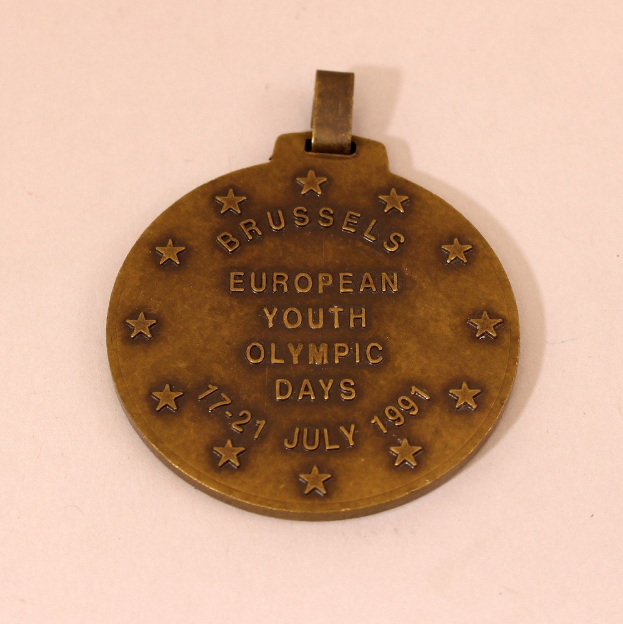 BRUSSELS
EUROPEAN
YOUTH
OLYMPIC
DAYS
17-21 JULY 1991